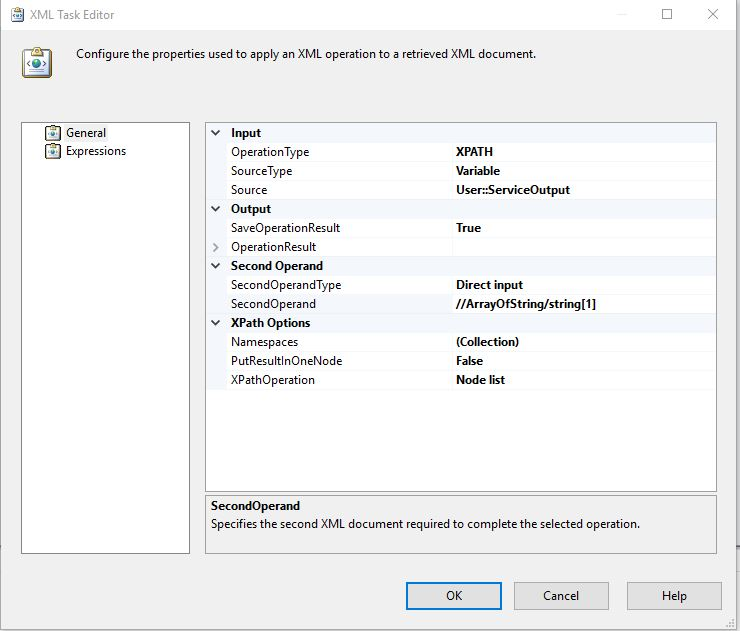 XML Task Editor
Configure the properties used to apply an XML operation to a retrieved XML document.
General
Expressions
Input
OperationType XPATH
SourceType Variable
Source User::ServiceOutput
Output
SaveOperationResult True
OperationResult
Second Operand
SecondOperandType Direct input
SecondOperand //ArrayOfString/string[1]
XPath Options
Namespaces (Collection)
PutResultInOneNode False
XPathOperation Node list
SecondOperand
Specifies the second XML document required to complete the selected operation.
OK Cancel Help